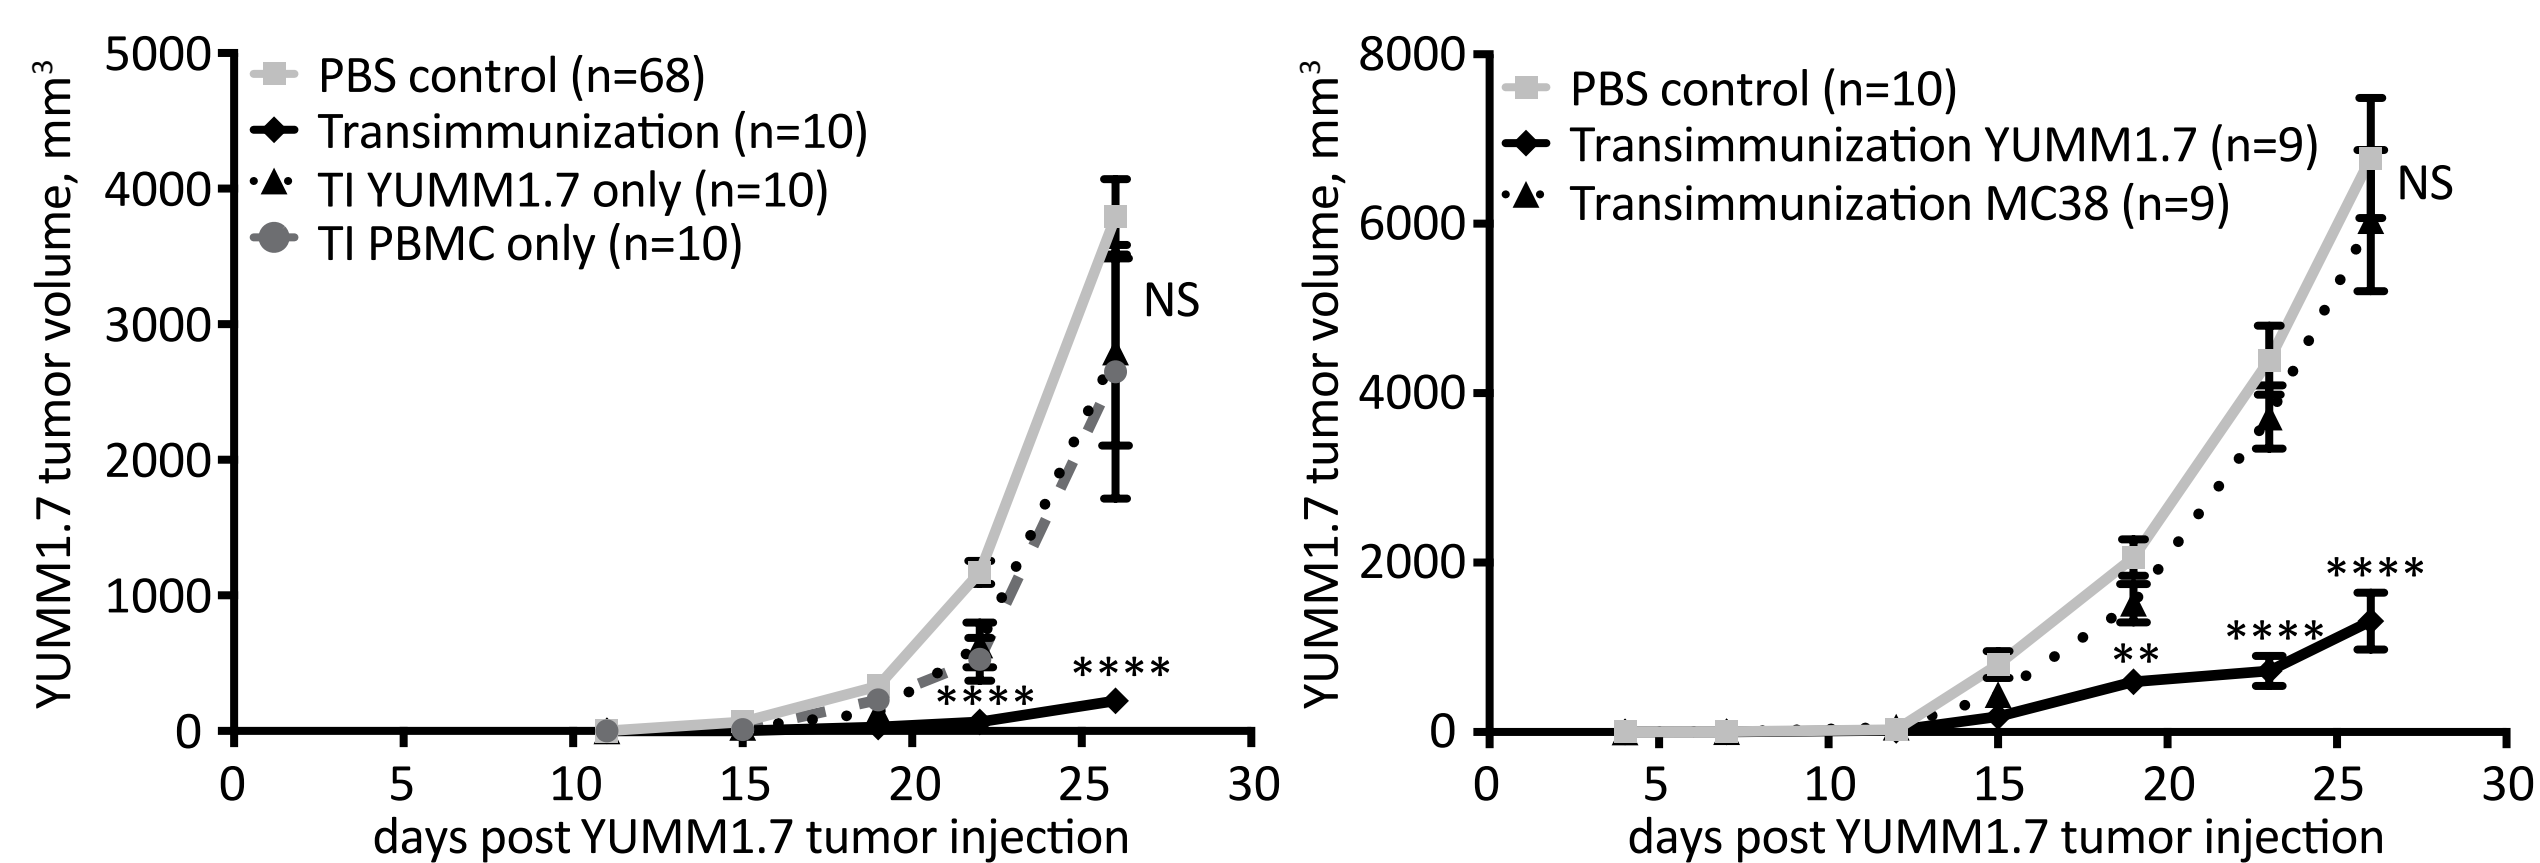 YUMM1.7 tumor volume, mm³
5000
4000
3000
2000
1000
0
PBS control (n=68)
Transimmunization (n=10)
TI YUMM1.7 only (n=10)
TI PBMC only (n=10)
NS
****
****
0 5 10 15 20 25 30
days post YUMM1.7 tumor injection
YUMM1.7 tumor volume, mm³
8000
6000
4000
2000
0
PBS control (n=10)
Transimmunization YUMM1.7 (n=9)
Transimmunization MC38 (n=9)
NS
****
****
**
0 5 10 15 20 25 30
days post YUMM1.7 tumor injection